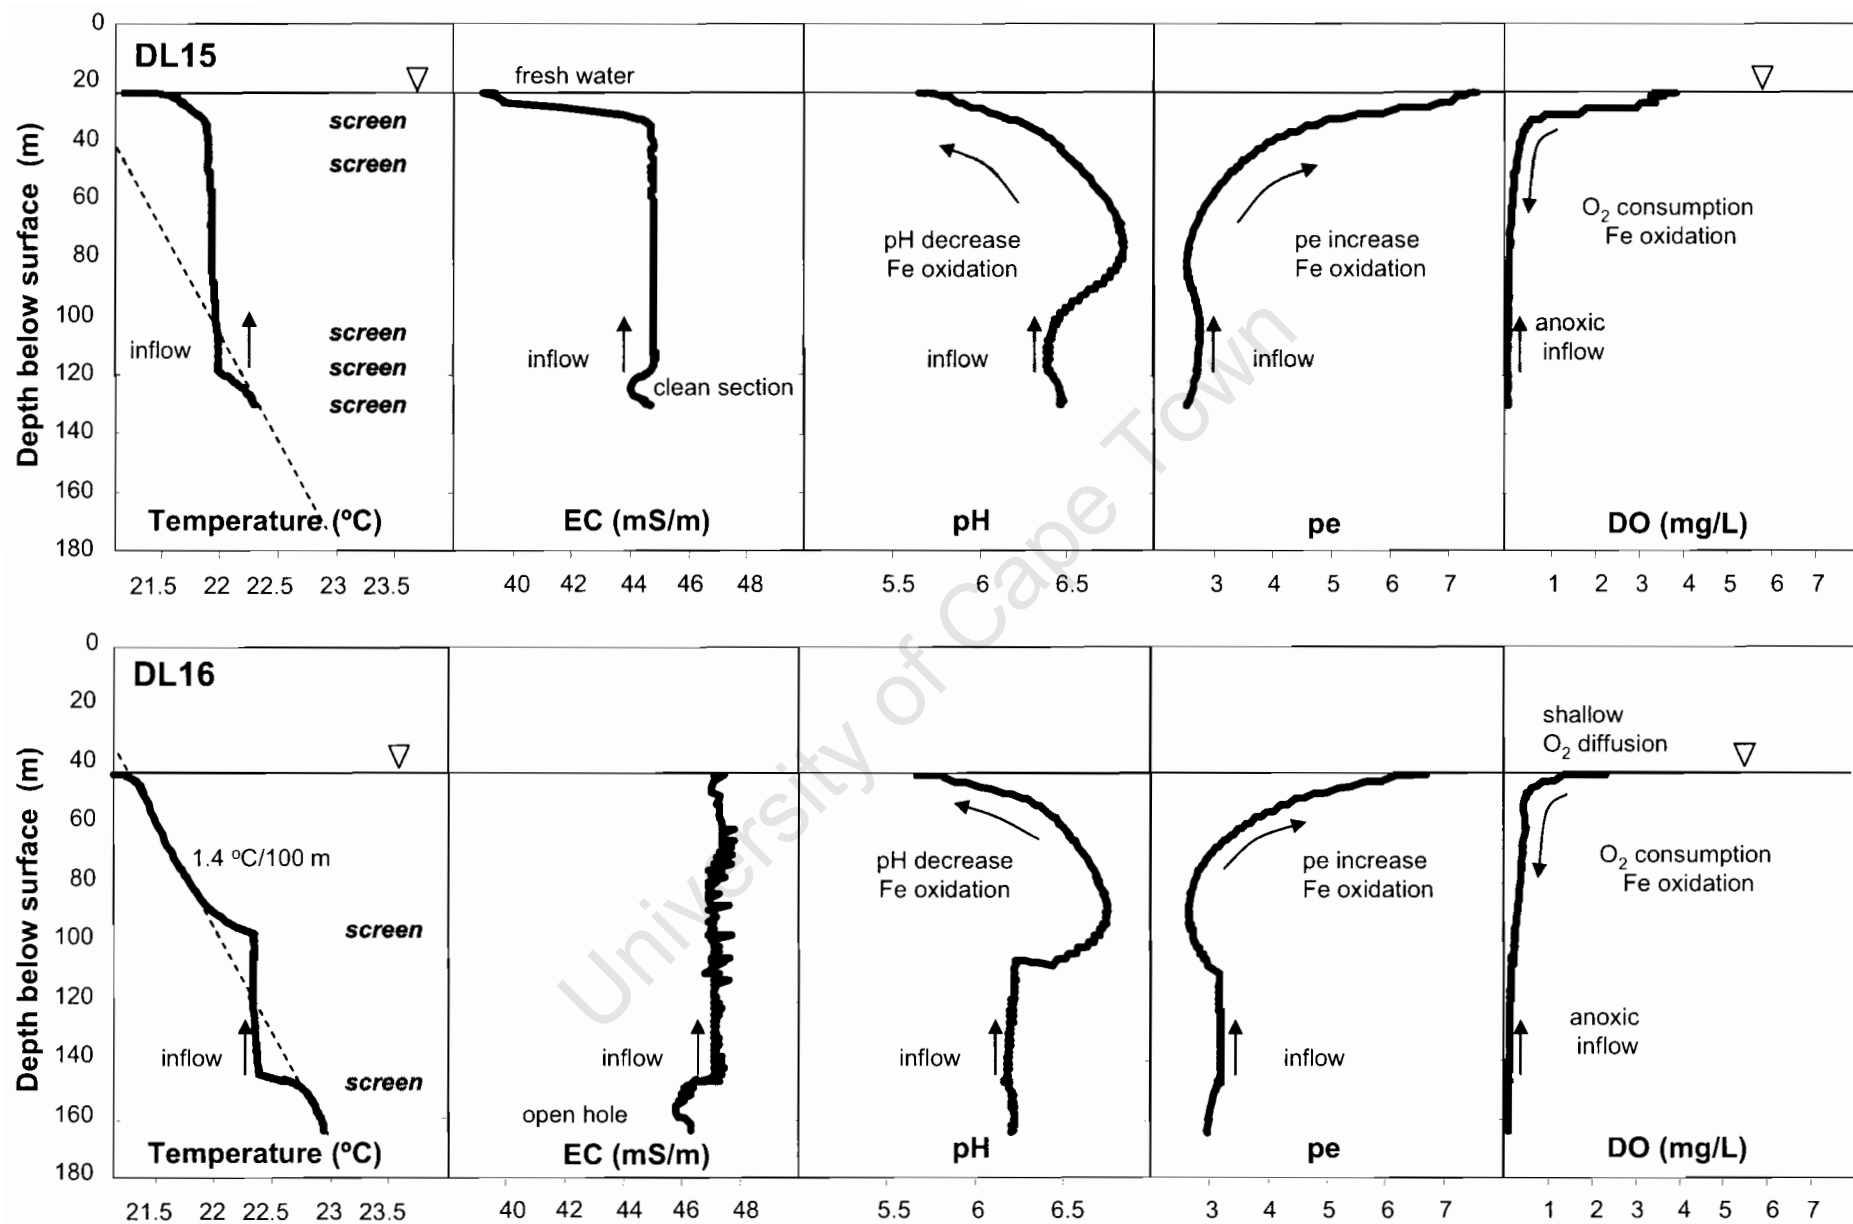 DL15
Depth below surface (m)
0
20
40
60
80
100
120
140
160
180
screen
screen
inflow
screen
screen
screen
Temperature (ºC)
21.5 22 22.5 23 23.5
fresh water
inflow
clean section
EC (mS/m)
40 42 44 46 48
pH decrease
Fe oxidation
inflow
pH
5.5 6 6.5
pe increase
Fe oxidation
inflow
pe
3 4 5 6 7
O2 consumption
Fe oxidation
anoxic
inflow
DO (mg/L)
1 2 3 4 5 6 7
DL16
Depth below surface (m)
0
20
40
60
80
100
120
140
160
180
1.4 ºC/100 m
screen
inflow
screen
Temperature (ºC)
21.5 22 22.5 23 23.5
inflow
open hole
EC (mS/m)
40 42 44 46 48
pH decrease
Fe oxidation
inflow
pH
5.5 6 6.5
pe increase
Fe oxidation
inflow
pe
3 4 5 6 7
shallow
O2 diffusion
O2 consumption
Fe oxidation
anoxic
inflow
DO (mg/L)
1 2 3 4 5 6 7
University of Cape Town